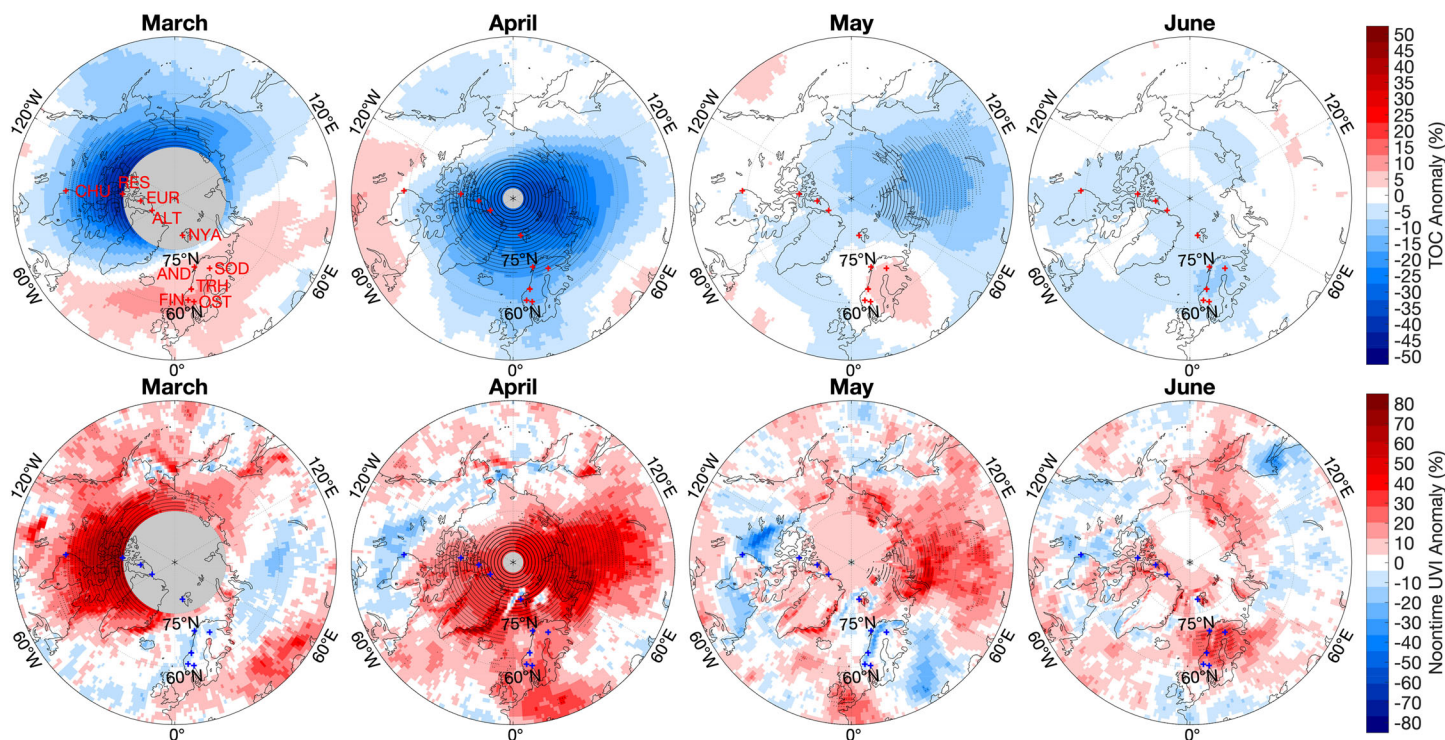 March
April
May
June
120°W
120°E
60°W
60°E
0°
CHU
RES
EUR
ALT
NYA
75°N
AND
SOD
TRH
FIN
OST
60°N
120°W
120°E
60°W
60°E
0°
75°N
60°N
120°W
120°E
60°W
60°E
0°
75°N
60°N
120°W
120°E
60°W
60°E
0°
75°N
60°N
50
45
40
35
30
25
20
15
10
5
0
-5
-10
-15
-20
-25
-30
-35
-40
-45
-50
TOC Anomaly (%)
March
April
May
June
120°W
120°E
60°W
60°E
0°
75°N
60°N
120°W
120°E
60°W
60°E
0°
75°N
60°N
120°W
120°E
60°W
60°E
0°
75°N
60°N
120°W
120°E
60°W
60°E
0°
75°N
60°N
80
70
60
50
40
30
20
10
0
-10
-20
-30
-40
-50
-60
-70
-80
Noontime UVI Anomaly (%)